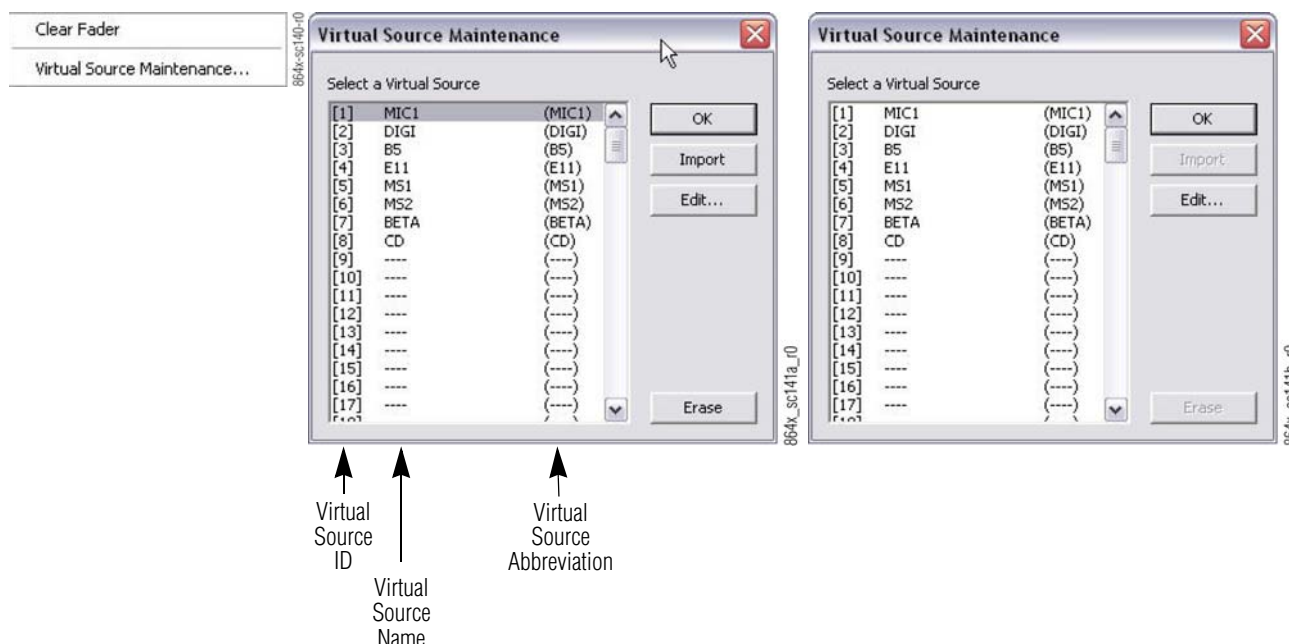 Clear Fader
Virtual Source Maintenance...
864x-sc140-r0
Virtual Source Maintenance
Select a Virtual Source
[1] MIC1 (MIC1)
[2] DIGI (DIGI)
[3] B5 (B5)
[4] E11 (E11)
[5] MS1 (MS1)
[6] MS2 (MS2)
[7] BETA (BETA)
[8] CD (CD)
[9] ---- (----)
[10] ---- (----)
[11] ---- (----)
[12] ---- (----)
[13] ---- (----)
[14] ---- (----)
[15] ---- (----)
[16] ---- (----)
[17] ---- (----)
OK
Import
Edit...
Erase
864x_sc141a_r0
Virtual Source Maintenance
Select a Virtual Source
[1] MIC1 (MIC1)
[2] DIGI (DIGI)
[3] B5 (B5)
[4] E11 (E11)
[5] MS1 (MS1)
[6] MS2 (MS2)
[7] BETA (BETA)
[8] CD (CD)
[9] ---- (----)
[10] ---- (----)
[11] ---- (----)
[12] ---- (----)
[13] ---- (----)
[14] ---- (----)
[15] ---- (----)
[16] ---- (----)
[17] ---- (----)
OK
Import
Edit...
Erase
Virtual
Source
ID
Virtual
Source
Name
Virtual
Source
Abbreviation